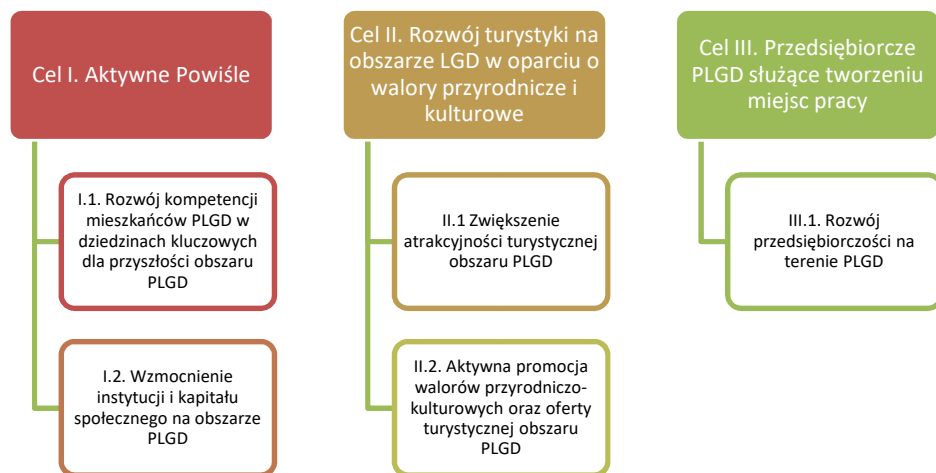 Cel I. Aktywne Powiśle
I.1. Rozwój kompetencji
mieszkańców PLGD w
dziedzinach kluczowych
dla przyszłości obszaru
PLGD
I.2. Wzmocnienie
instytucji i kapitału
społecznego na obszarze
PLGD
Cel II. Rozwój turystyki na
obszarze LGD w oparciu o
walory przyrodnicze i
kulturowe
II.1 Zwiększenie
atrakcyjności turystycznej
obszaru PLGD
II.2. Aktywna promocja
walorów przyrodniczo-
kulturowych oraz oferty
turystycznej obszaru
PLGD
Cel III. Przedsiębiorcze
PLGD służące tworzeniu
miejsc pracy
III.1. Rozwój
przedsiębiorczości na
terenie PLGD